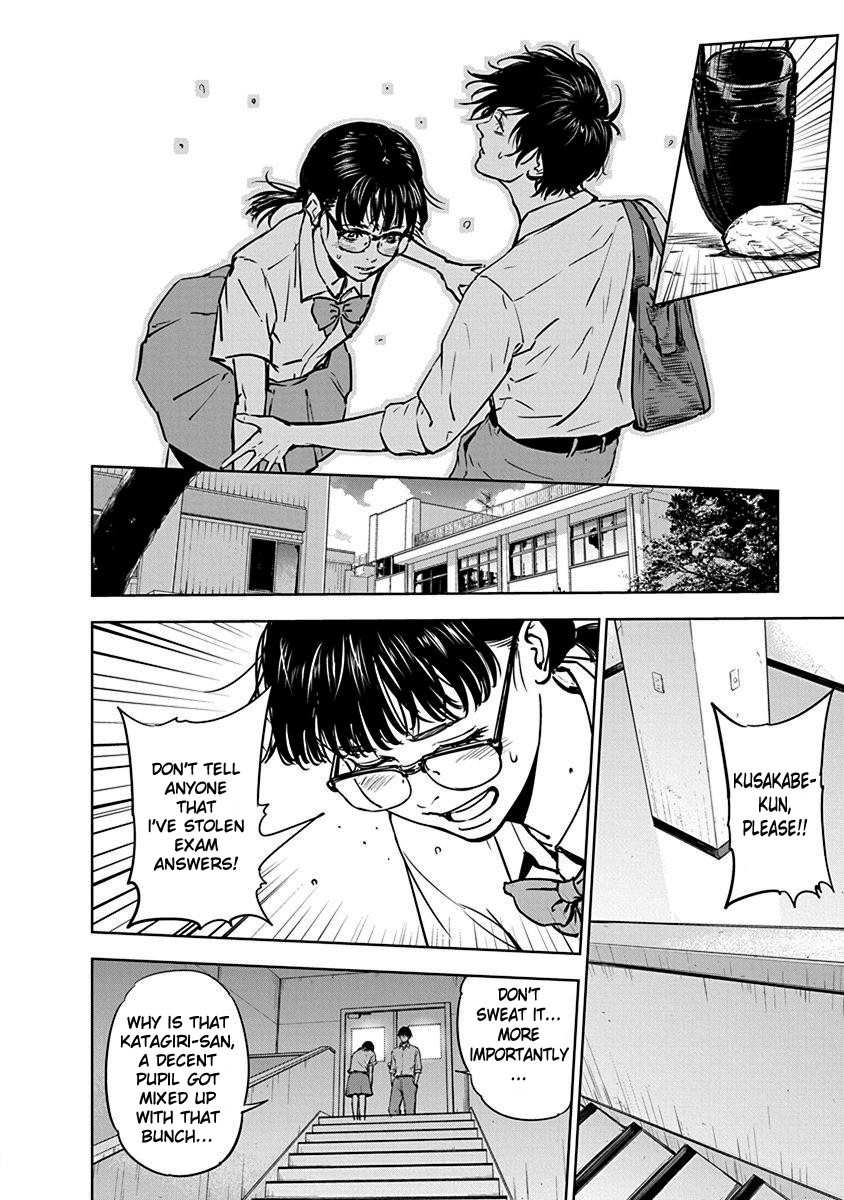 KUSAKABE-
KUN,
PLEASE!!
DON'T TELL
ANYONE
THAT
I'VE STOLEN
EXAM
ANSWERS!
DON'T
SWEAT IT...
MORE
IMPORTANTLY
...
WHY IS THAT
KATAGIRI-SAN,
A DECENT
PUPIL GOT
MIXED UP
WITH THAT
BUNCH...